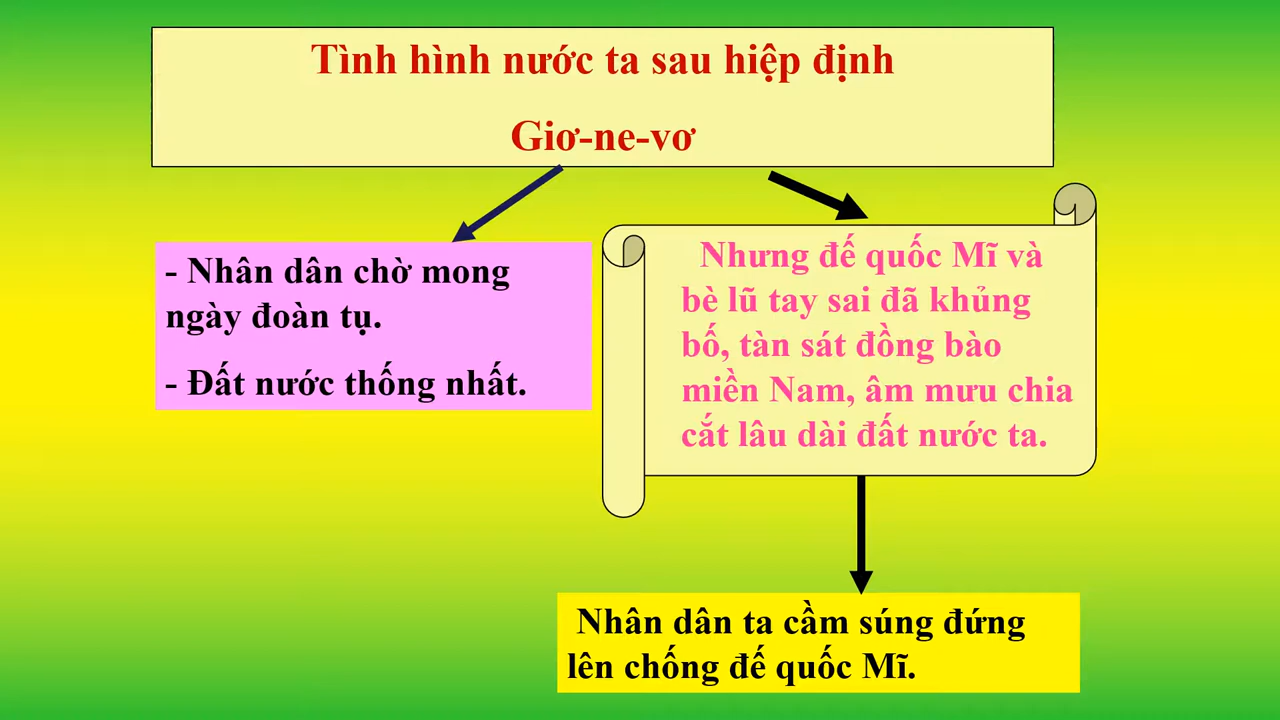 Tình hình nước ta sau hiệp định
Giơ-ne-vơ
- Nhân dân chờ mong
ngày đoàn tụ.
- Đất nước thống nhất.
Nhưng đế quốc Mĩ và
bè lũ tay sai đã khủng
bố, tàn sát đồng bào
miền Nam, âm mưu chia
cắt lâu dài đất nước ta.
Nhân dân ta cầm súng đứng
lên chống đế quốc Mĩ.